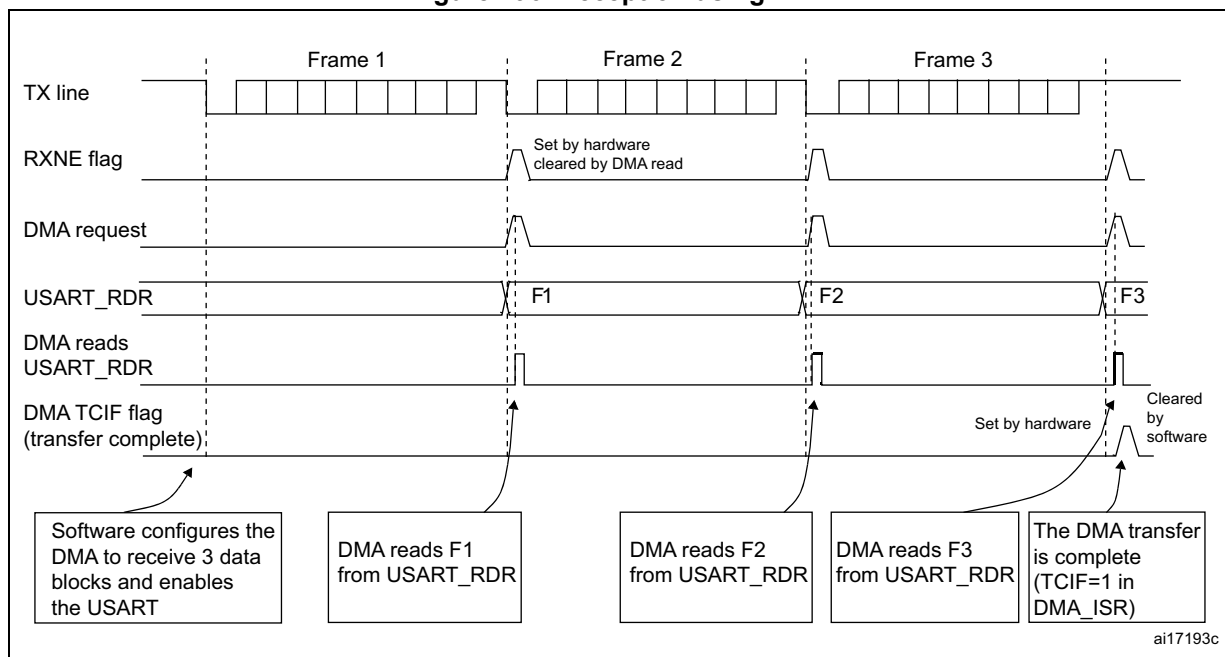 Frame 1
Frame 2
Frame 3
TX line
RXNE flag
Set by hardware
cleared by DMA read
DMA request
USART_RDR
F1
F2
F3
DMA reads
USART_RDR
DMA TCIF flag
(transfer complete)
Set by hardware
Cleared
by
software
Software configures the
DMA to receive 3 data
blocks and enables
the USART
DMA reads F1
from USART_RDR
DMA reads F2
from USART_RDR
DMA reads F3
from USART_RDR
The DMA transfer
is complete
(TCIF=1 in
DMA_ISR)
ai17193c